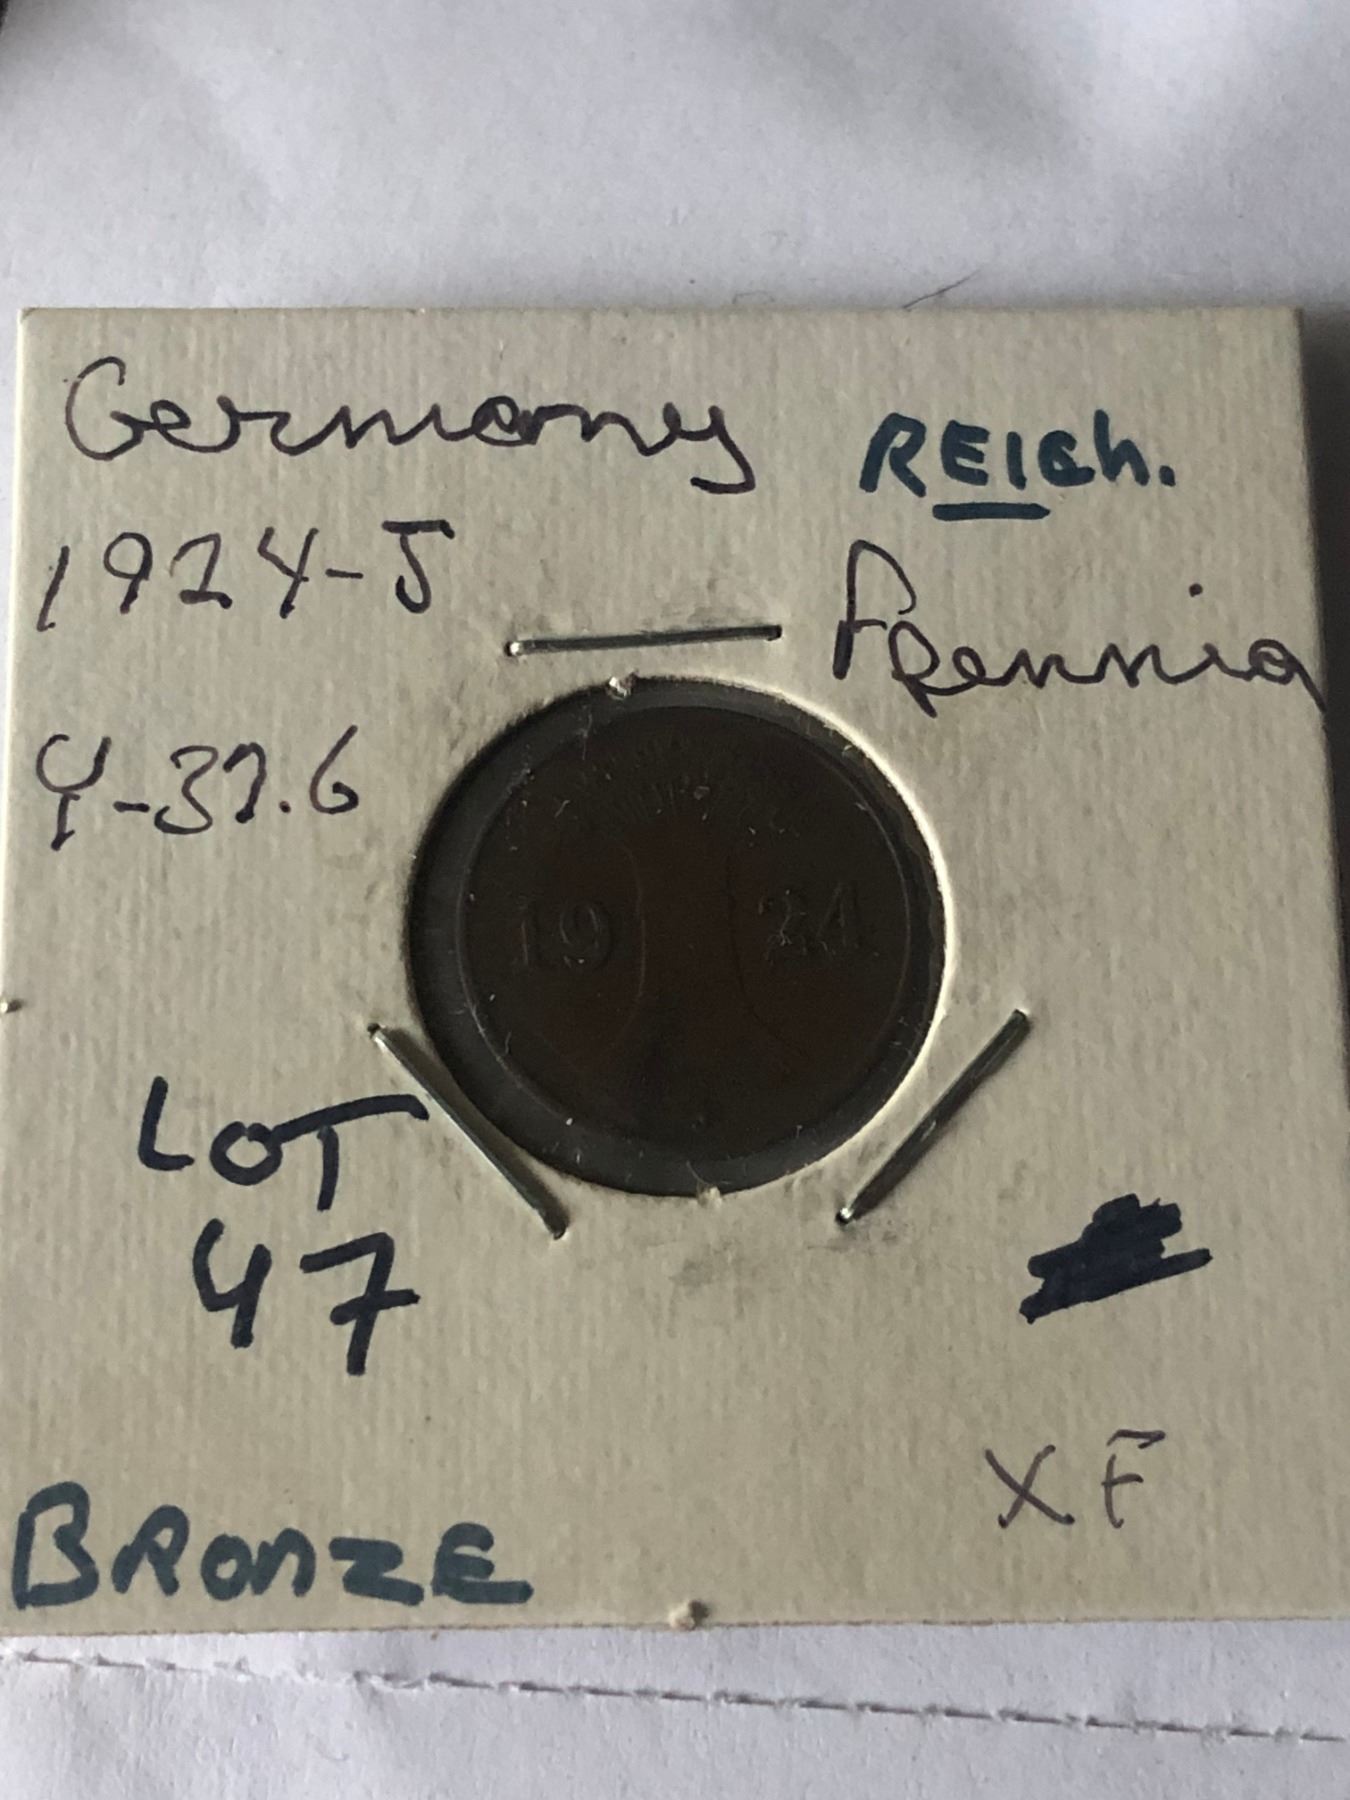 Germany REICh.
1924-J Pfennig
Y-37.6
19 24
LOT
47
XF
BRONZE